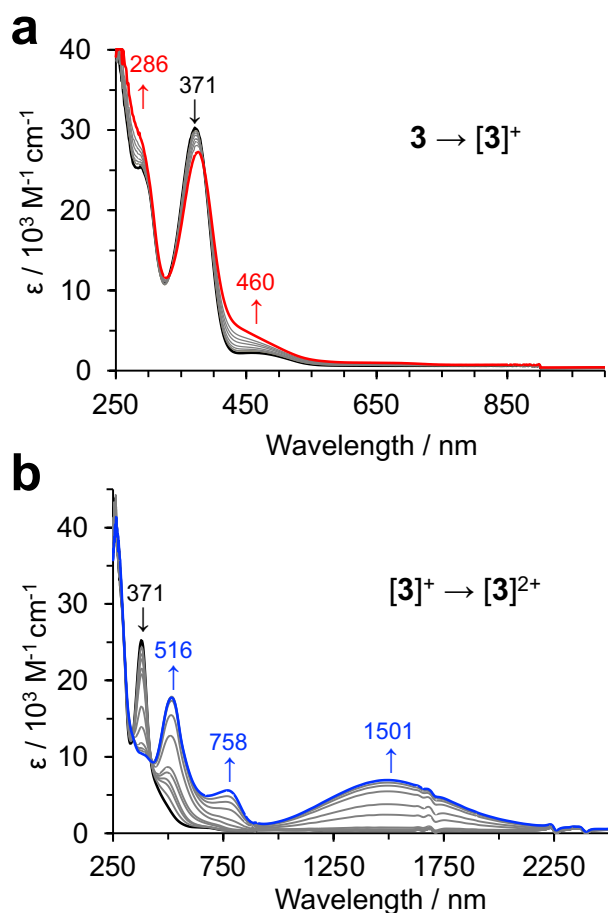 a
ε / 10³ M⁻¹ cm⁻¹
40
30
20
10
0
286
↑
371
↓
460
↑
3 → [3]⁺
250 450 650 850
Wavelength / nm
b
ε / 10³ M⁻¹ cm⁻¹
40
30
20
10
0
371
↓
516
↑
758
↑
1501
↑
[3]⁺ → [3]²⁺
250 750 1250 1750 2250
Wavelength / nm